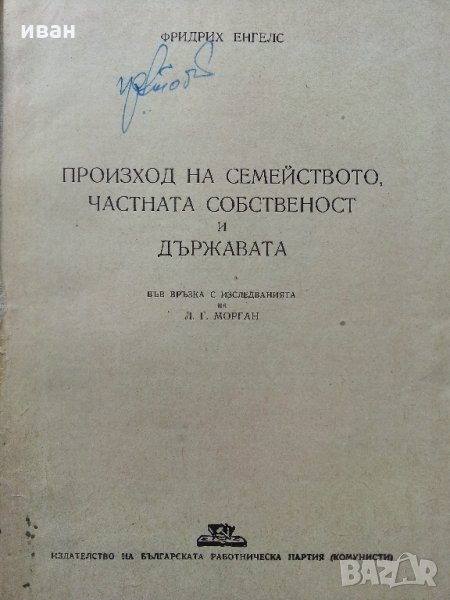 иван
ФРИДРИХ ЕНГЕЛС
ПРОИЗХОД НА СЕМЕЙСТВОТО,
ЧАСТНАТА СОБСТВЕНОСТ
И
ДЪРЖАВАТА
ВЪВ ВРЪЗКА С ИЗСЛЕДВАНИЯТА
НА
Л. Г. МОРГАН
ИЗДАТЕЛСТВО НА БЪЛГАРСКАТА РАБОТНИЧЕСКА ПАРТИЯ (КОМУНИСТИ)
BAZAR